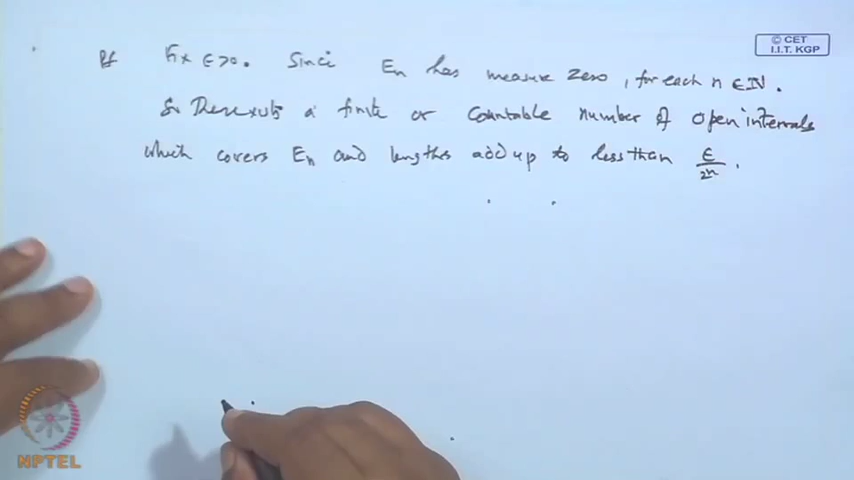 © CET
I.I.T. KGP
Pf Fix ε>0. Since En has measure zero, for each n ∈ IN.
So There exists a finite or countable number of open intervals
which covers En and lengths add up to less than ε/2ⁿ.
NPTEL